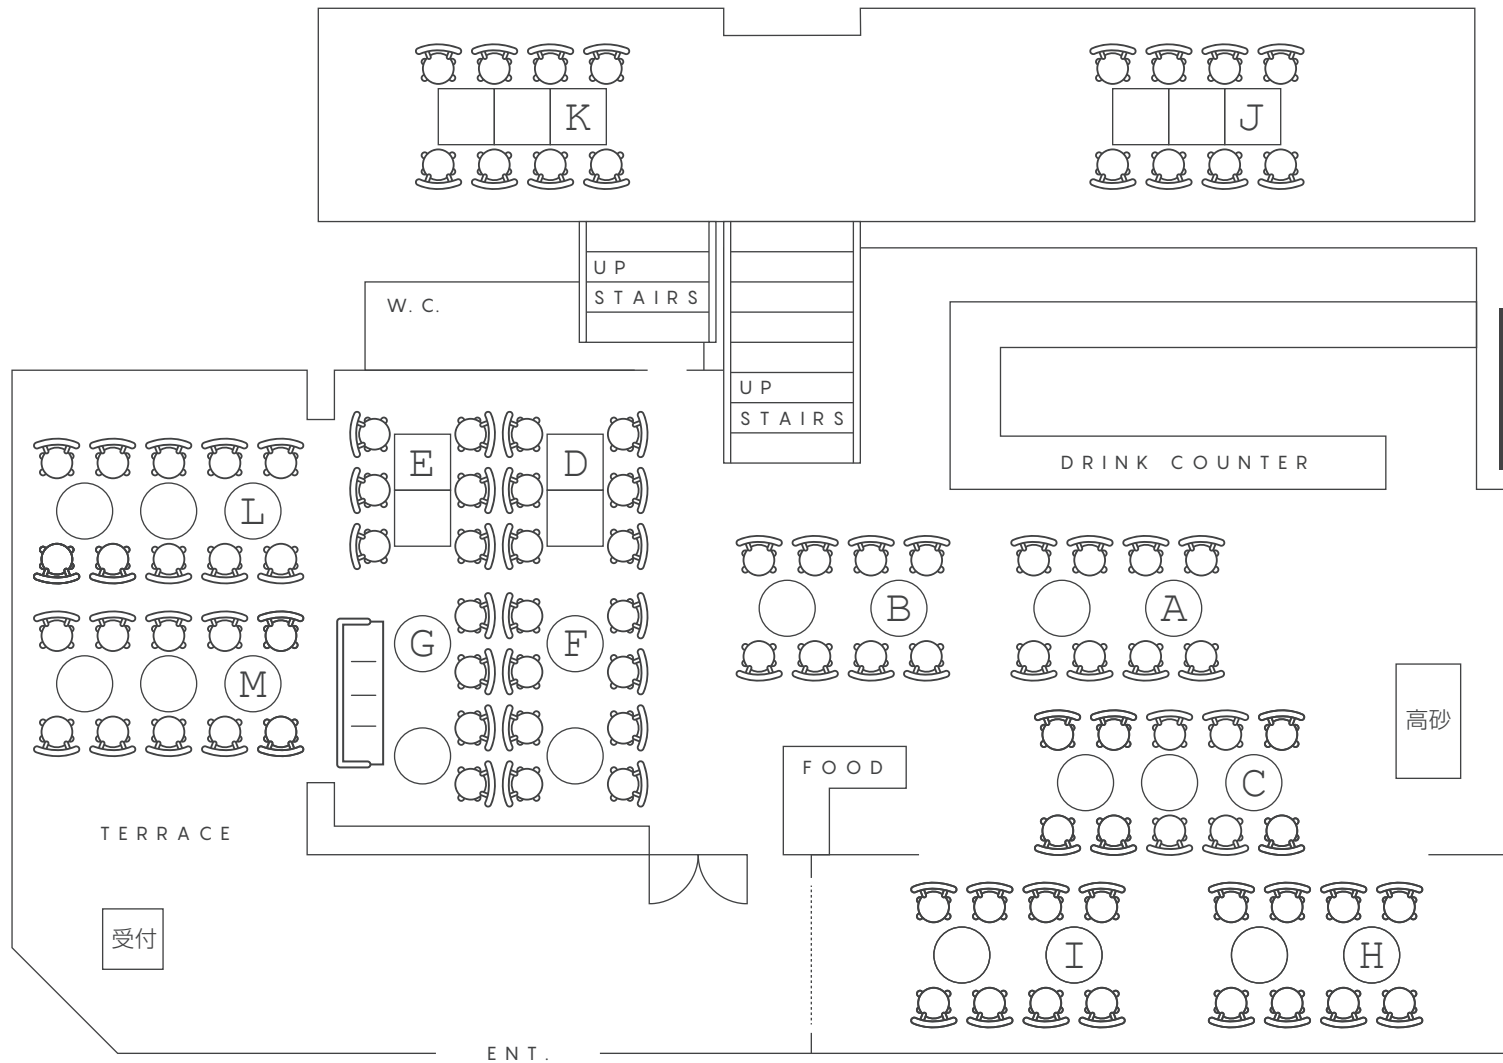 K
J
UP
STAIRS
W. C.
UP
STAIRS
E
D
DRINK COUNTER
L
B
A
G
F
M
高砂
FOOD
C
TERRACE
受付
I
H
ENT.